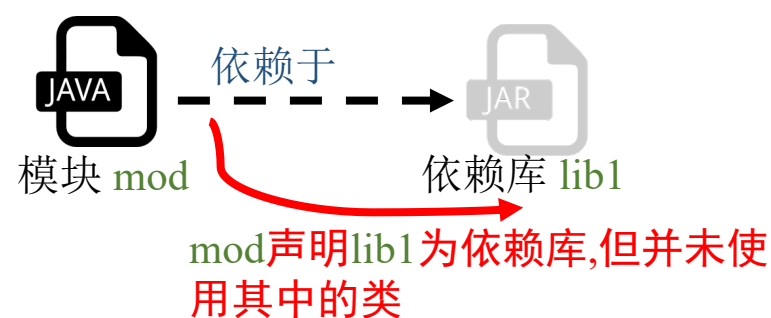 依赖于
JAVA
JAR
模块 mod
依赖库 lib1
mod声明lib1为依赖库,但并未使
用其中的类